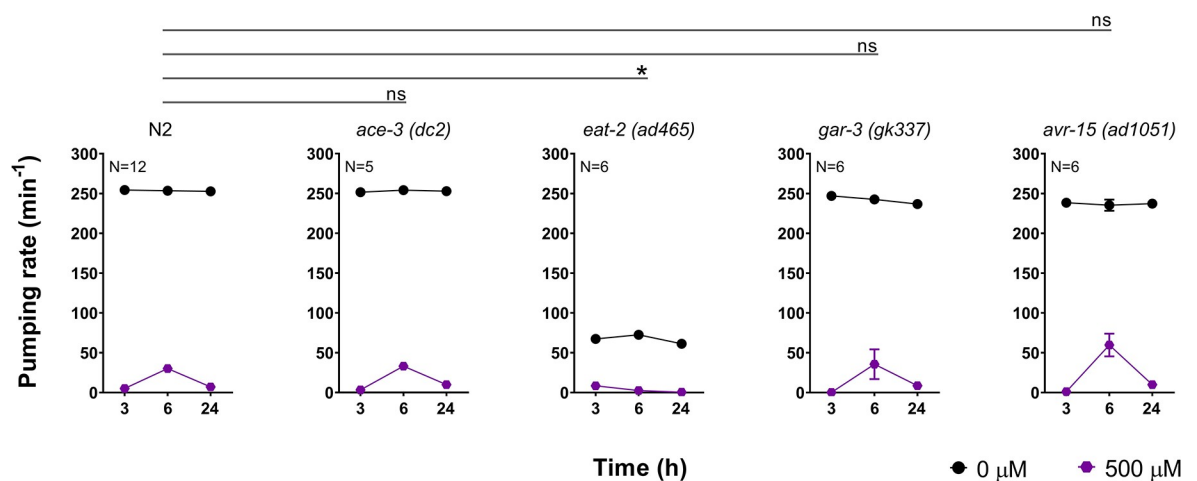 ns
ns
*
ns
N2
ace-3 (dc2)
eat-2 (ad465)
gar-3 (gk337)
avr-15 (ad1051)
Pumping rate (min⁻¹)
300
250
200
150
100
50
0
N=12
3 6 24
300
250
200
150
100
50
0
N=5
3 6 24
300
250
200
150
100
50
0
N=6
3 6 24
300
250
200
150
100
50
0
N=6
3 6 24
300
250
200
150
100
50
0
N=6
3 6 24
Time (h)
0 μM
500 μM